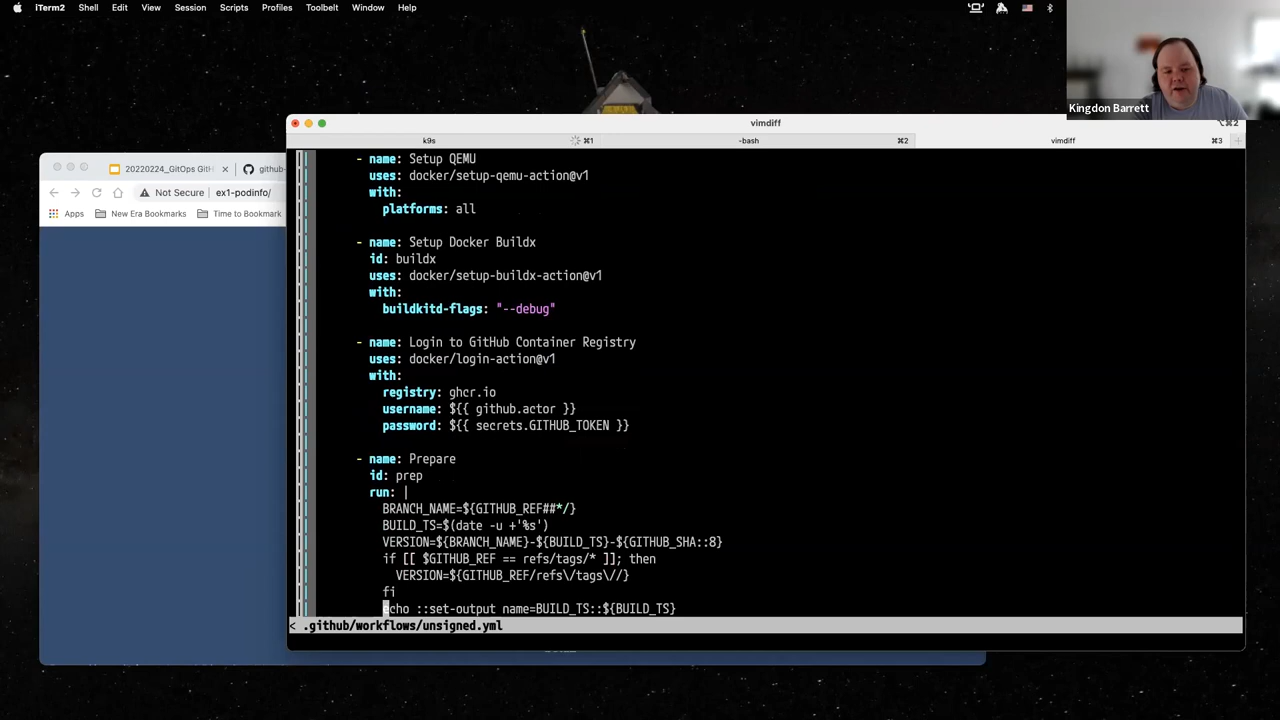 iTerm2 Shell Edit View Session Scripts Profiles Toolbelt Window Help
Kingdon Barrett
vimdiff
⌥⌘2
k9s ⌘1 -bash ⌘2 vimdiff ⌘3
20220224_GitOps GitH
github-
Not Secure ex1-podinfo/
Apps New Era Bookmarks Time to Bookmark
- name: Setup QEMU
uses: docker/setup-qemu-action@v1
with:
platforms: all
- name: Setup Docker Buildx
id: buildx
uses: docker/setup-buildx-action@v1
with:
buildkitd-flags: "--debug"
- name: Login to GitHub Container Registry
uses: docker/login-action@v1
with:
registry: ghcr.io
username: ${{ github.actor }}
password: ${{ secrets.GITHUB_TOKEN }}
- name: Prepare
id: prep
run: |
BRANCH_NAME=${GITHUB_REF##*/}
BUILD_TS=$(date -u +'%s')
VERSION=${BRANCH_NAME}-${BUILD_TS}-${GITHUB_SHA::8}
if [[ $GITHUB_REF == refs/tags/* ]]; then
VERSION=${GITHUB_REF/refs\/tags\//}
fi
echo ::set-output name=BUILD_TS::${BUILD_TS}
< .github/workflows/unsigned.yml